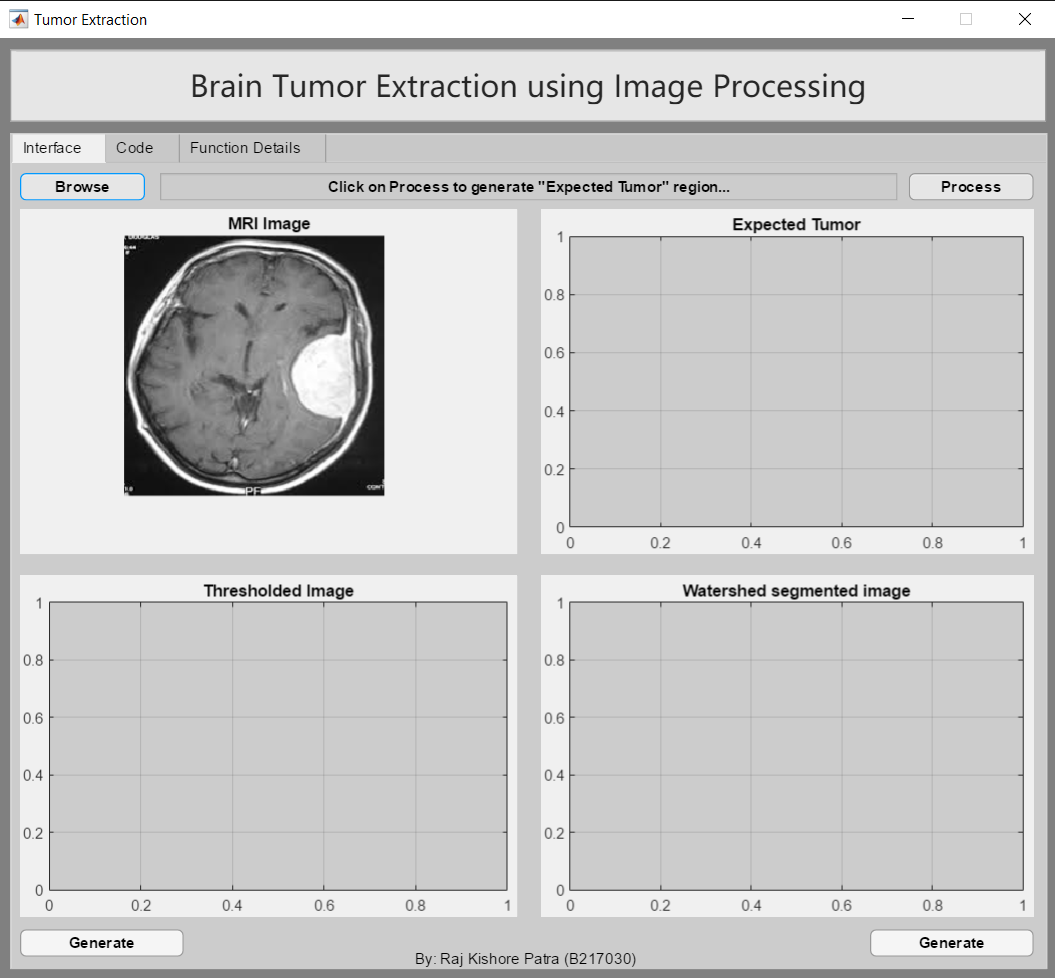 Tumor Extraction
Brain Tumor Extraction using Image Processing
Interface Code Function Details
Browse Click on Process to generate "Expected Tumor" region... Process
MRI Image
DOUGLAS
PF
Expected Tumor
1
0.8
0.6
0.4
0.2
0
0 0.2 0.4 0.6 0.8 1
Thresholded Image
1
0.8
0.6
0.4
0.2
0
0 0.2 0.4 0.6 0.8 1
Watershed segmented image
1
0.8
0.6
0.4
0.2
0
0 0.2 0.4 0.6 0.8 1
Generate
Generate
By: Raj Kishore Patra (B217030)